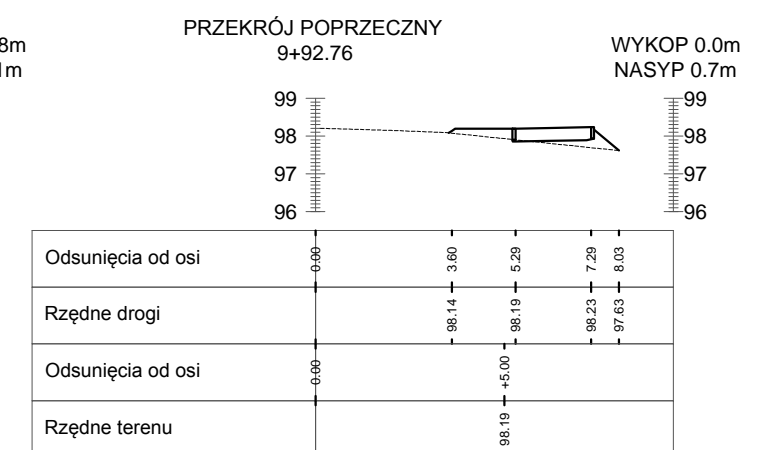 8m
1m
PRZEKRÓJ POPRZECZNY
9+92.76
WYKOP 0.0m
NASYP 0.7m
99
98
97
96
99
98
97
96
Odsunięcia od osi 0.00 3.60 5.29 7.29 8.03
Rzędne drogi 98.14 98.19 98.23 97.63
Odsunięcia od osi 0.00 +5.00
Rzędne terenu 98.19